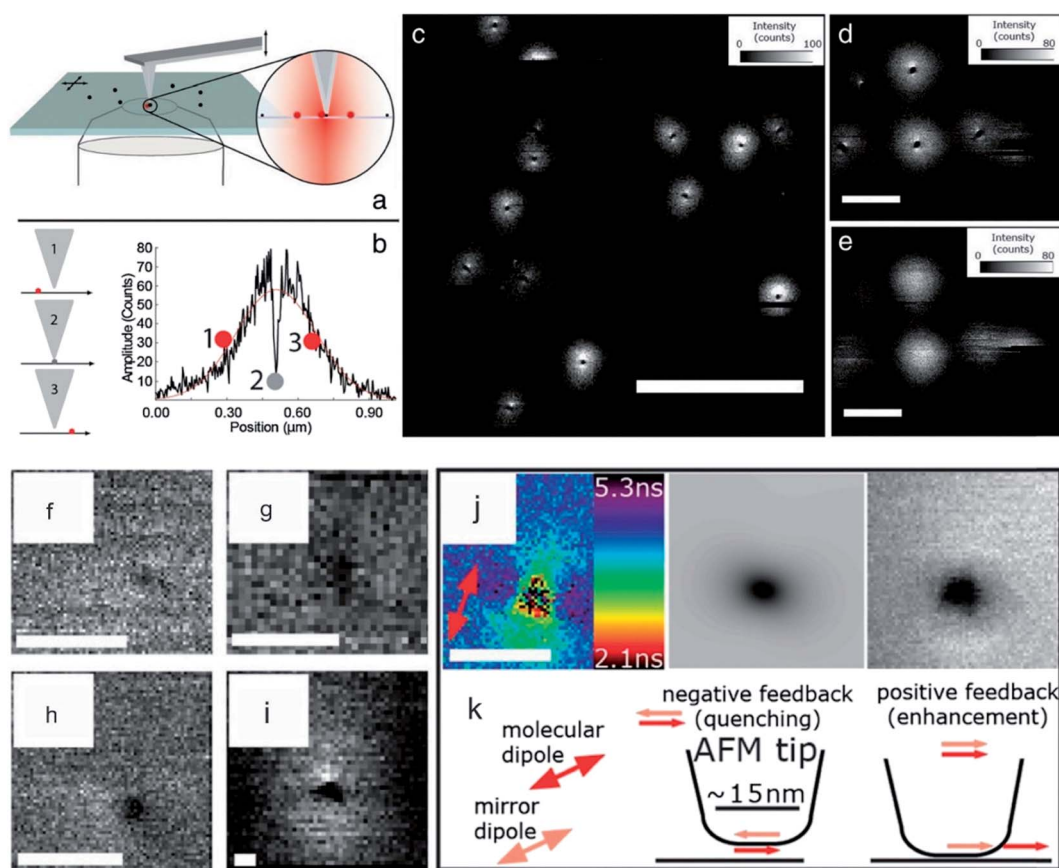 a
1
2
3
b
Amplitude (Counts)
80
70
60
50
40
30
20
10
1
2
3
0.00 0.30 0.60 0.90
Position (µm)
c
Intensity
(counts)
0 100
d
Intensity
(counts)
0 80
e
Intensity
(counts)
0 80
f
g
h
i
j
5.3ns
2.1ns
k
molecular
dipole
mirror
dipole
negative feedback
(quenching)
AFM tip
~15nm
positive feedback
(enhancement)